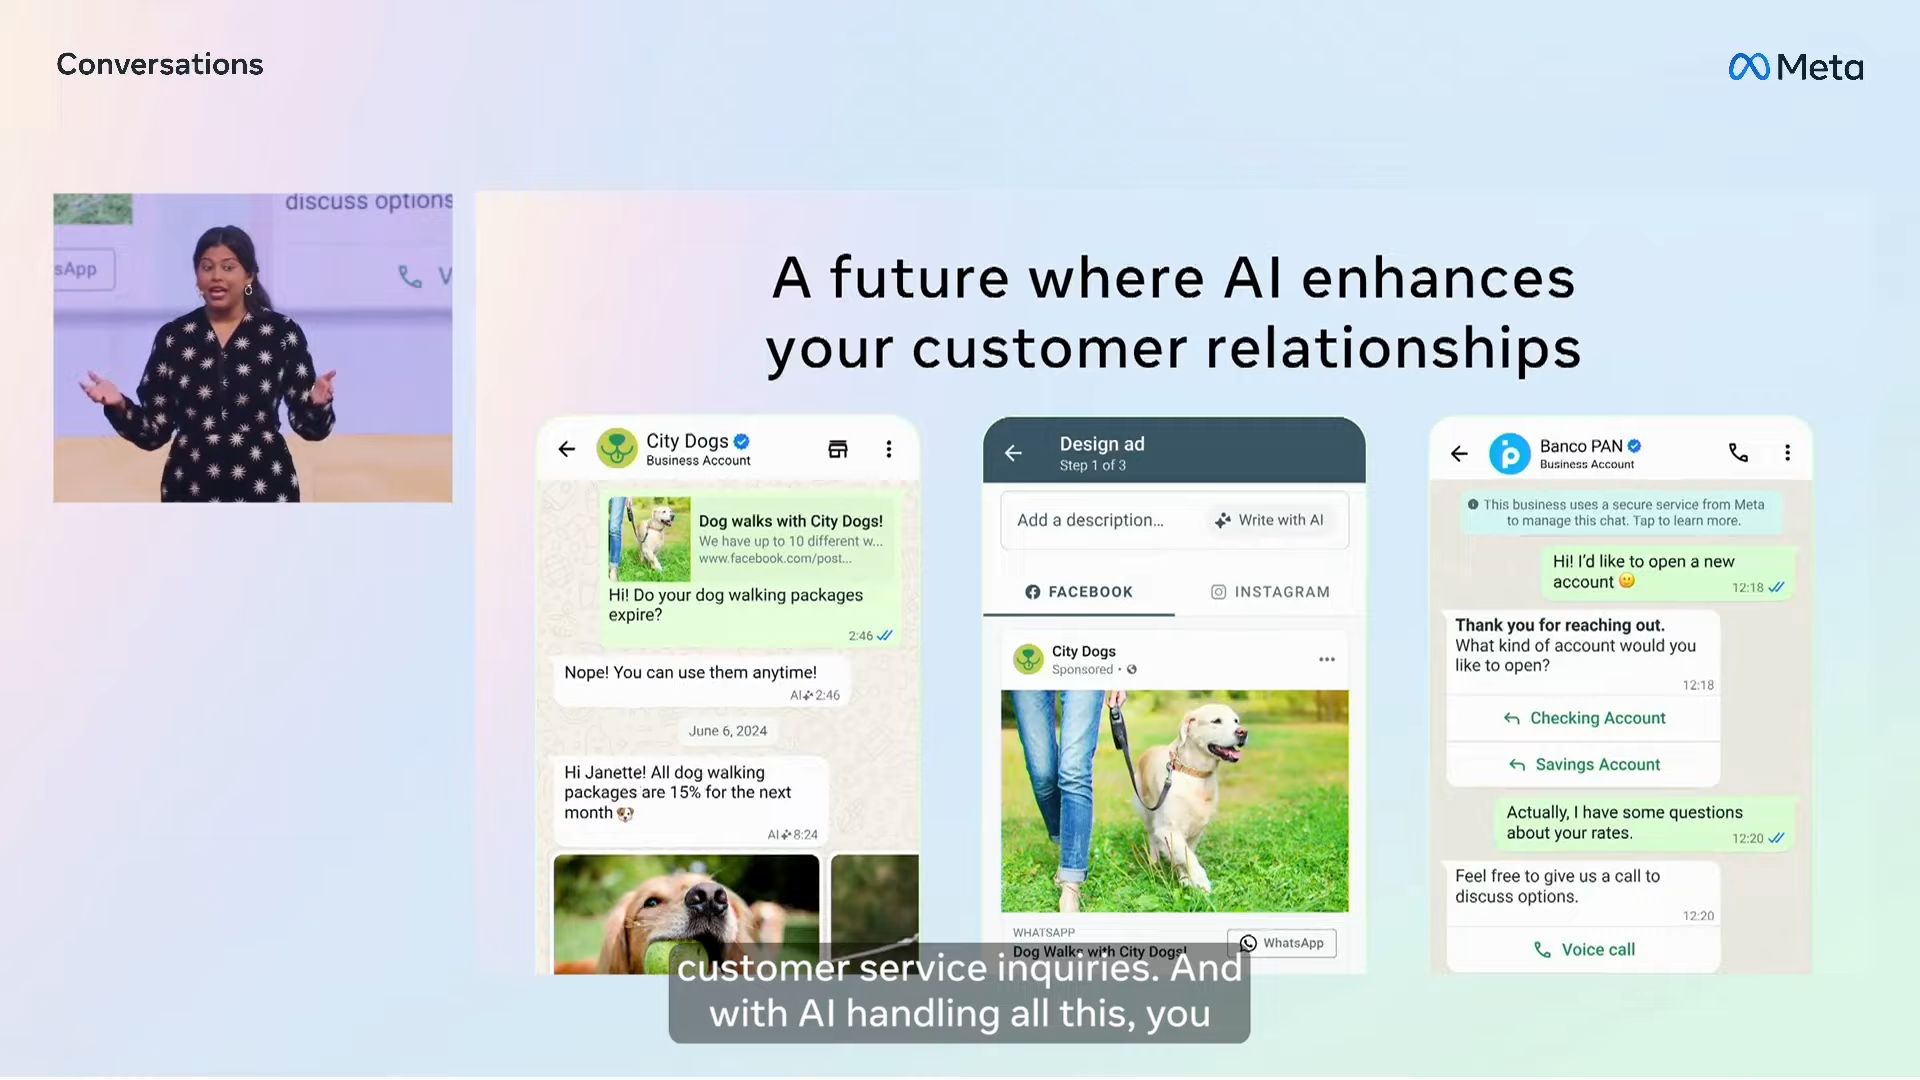 Conversations
Meta
discuss options
sApp
V
A future where AI enhances
your customer relationships
City Dogs
Business Account
Dog walks with City Dogs!
We have up to 10 different w...
www.facebook.com/post...
Hi! Do your dog walking packages
expire?
2:46
Nope! You can use them anytime!
AI 2:46
June 6, 2024
Hi Janette! All dog walking
packages are 15% for the next
month 🐶
AI 8:24
Design ad
Step 1 of 3
Add a description...
Write with AI
FACEBOOK
INSTAGRAM
City Dogs
Sponsored •
WHATSAPP
Dog Walks with City Dogs!
WhatsApp
Banco PAN
Business Account
This business uses a secure service from Meta
to manage this chat. Tap to learn more.
Hi! I'd like to open a new
account 🙂
12:18
Thank you for reaching out.
What kind of account would you
like to open?
12:18
Checking Account
Savings Account
Actually, I have some questions
about your rates.
12:20
Feel free to give us a call to
discuss options.
12:20
Voice call
customer service inquiries. And
with AI handling all this, you